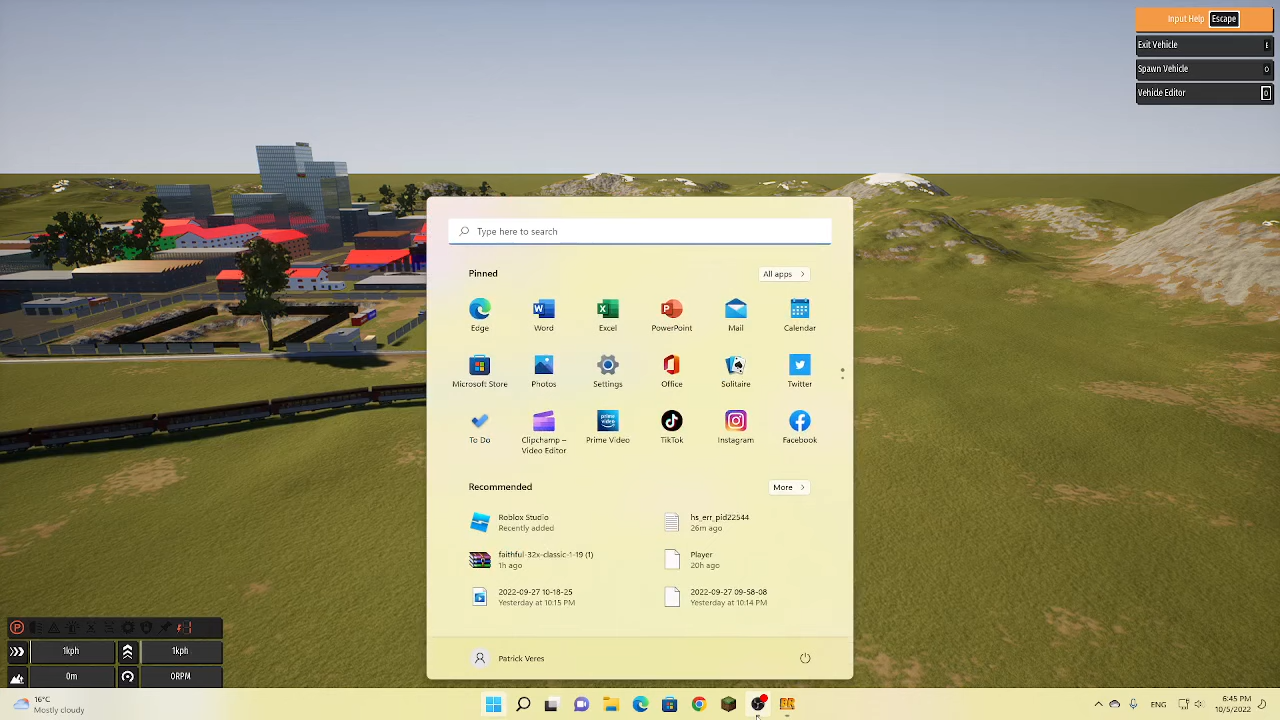 Input Help Escape
Exit Vehicle E
Spawn Vehicle O
Vehicle Editor 0
Type here to search
Pinned
All apps
Edge
Word
Excel
PowerPoint
Mail
Calendar
Microsoft Store
Photos
Settings
Office
Solitaire
Twitter
To Do
Clipchamp –
Video Editor
Prime Video
TikTok
Instagram
Facebook
Recommended
More
Roblox Studio
Recently added
hs_err_pid22544
26m ago
faithful-32x-classic-1-19 (1)
1h ago
Player
20h ago
2022-09-27 10-18-25
Yesterday at 10:15 PM
2022-09-27 09-58-08
Yesterday at 10:14 PM
Patrick Veres
1kph
1kph
0m
0RPM
16°C
Mostly cloudy
ENG
6:45 PM
10/5/2022